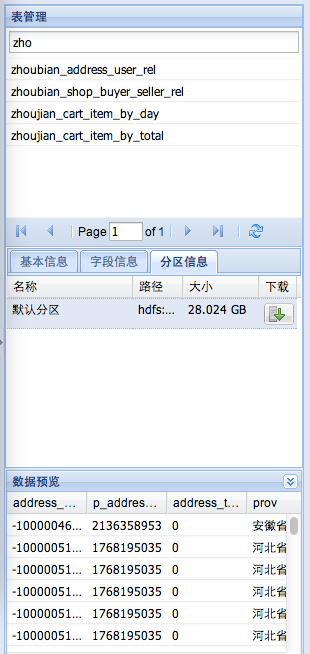 表管理
zho
zhoubian_address_user_rel
zhoubian_shop_buyer_seller_rel
zhoujian_cart_item_by_day
zhoujian_cart_item_by_total
Page 1 of 1
基本信息 字段信息 分区信息
名称 路径 大小 下载
默认分区 hdfs:... 28.024 GB
数据预览
address_... p_addres... address_t... prov
-10000046... 2136358953 0 安徽省
-10000051... 1768195035 0 河北省
-10000051... 1768195035 0 河北省
-10000051... 1768195035 0 河北省
-10000051... 1768195035 0 河北省
-10000051... 1768195035 0 河北省